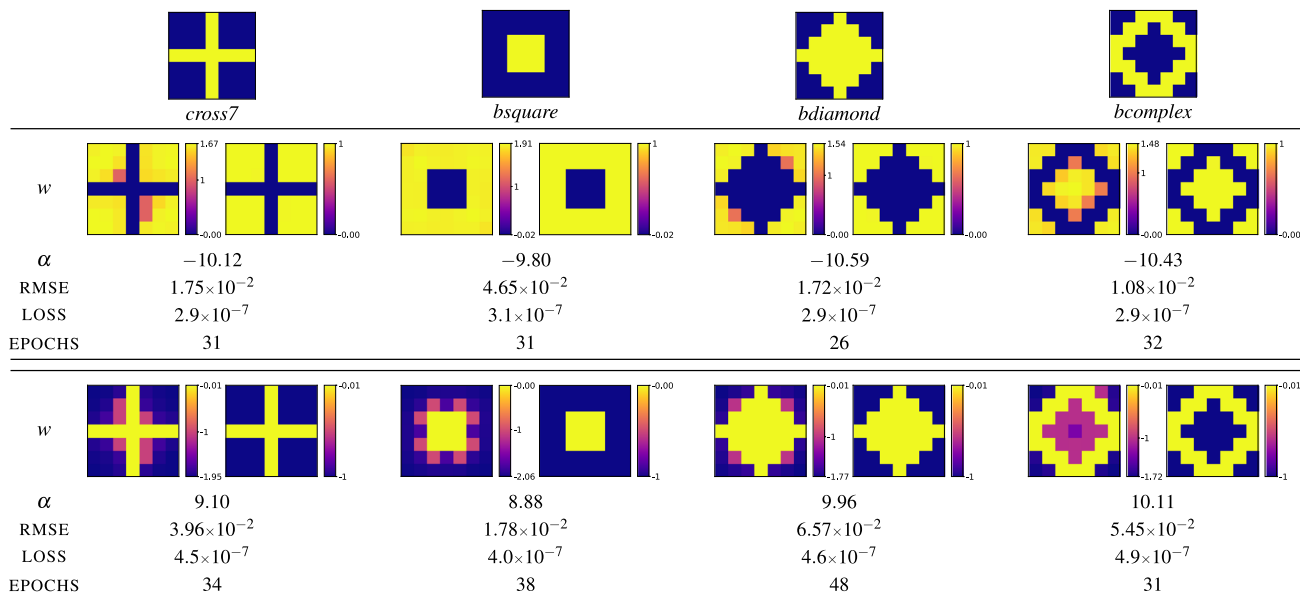 cross7 bsquare bdiamond bcomplex
1.67 1 1.91 1 1.54 1 1.48 1
w 1 1 1 1
-0.00 -0.00 -0.02 -0.02 -0.00 -0.00 -0.00 -0.00
α −10.12 −9.80 −10.59 −10.43
RMSE 1.75×10⁻² 4.65×10⁻² 1.72×10⁻² 1.08×10⁻²
LOSS 2.9×10⁻⁷ 3.1×10⁻⁷ 2.9×10⁻⁷ 2.9×10⁻⁷
EPOCHS 31 31 26 32
-0.01 -0.01 -0.00 -0.00 -0.01 -0.01 -0.01 -0.01
w -1 -1 -1 -1
-1.95 -1 -2.06 -1 -1.77 -1 -1.72 -1
α 9.10 8.88 9.96 10.11
RMSE 3.96×10⁻² 1.78×10⁻² 6.57×10⁻² 5.45×10⁻²
LOSS 4.5×10⁻⁷ 4.0×10⁻⁷ 4.6×10⁻⁷ 4.9×10⁻⁷
EPOCHS 34 38 48 31